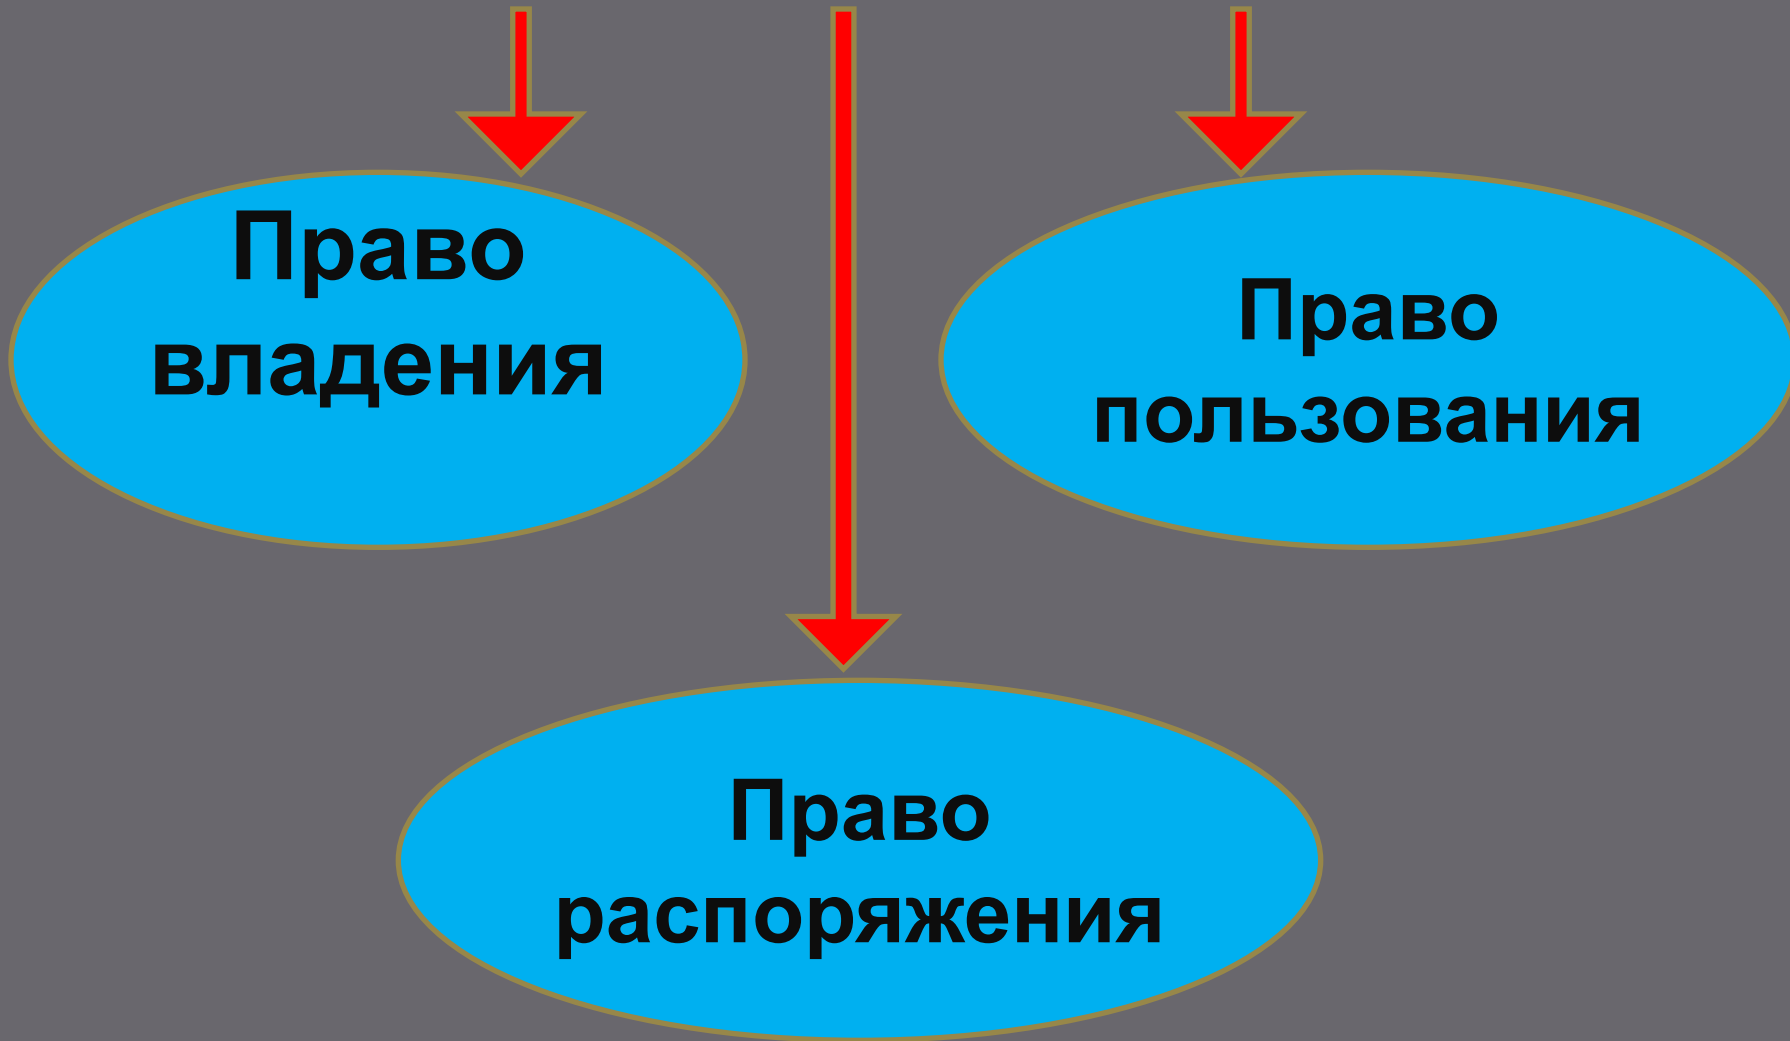 Право
владения
Право
пользования
Право
распоряжения